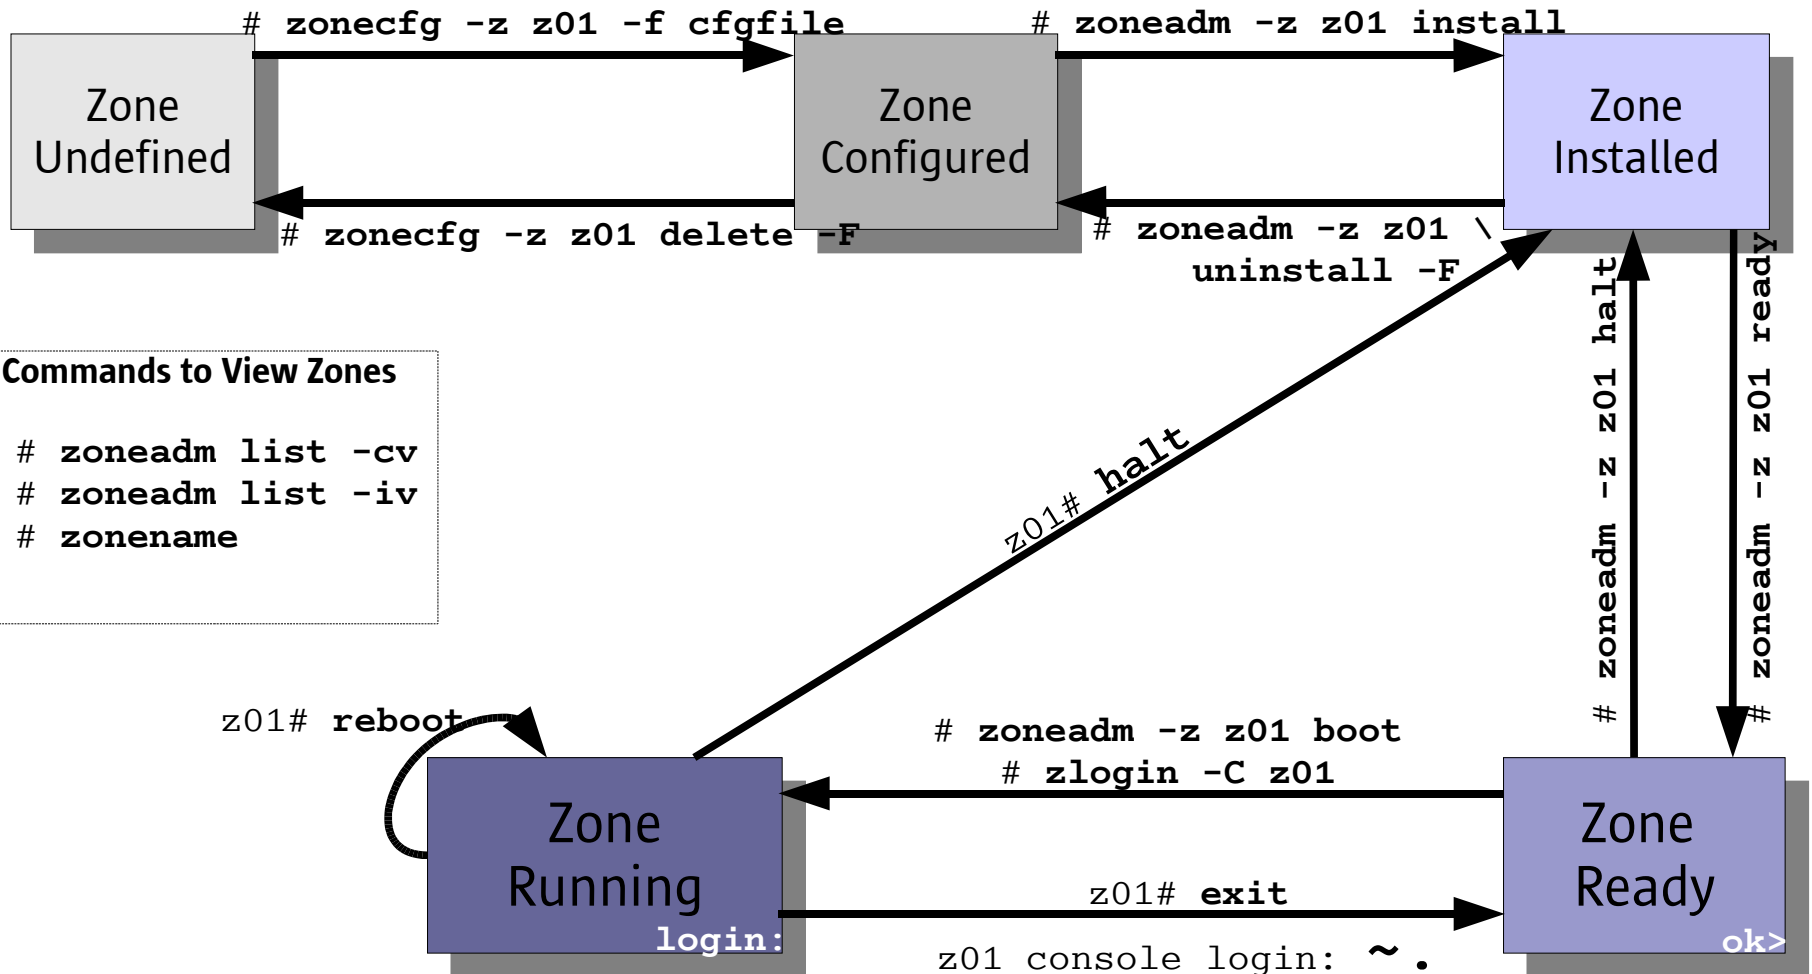 # zonecfg -z z01 -f cfgfile
# zoneadm -z z01 install
Zone
Undefined
Zone
Configured
Zone
Installed
# zonecfg -z z01 delete -F
# zoneadm -z z01 \
uninstall -F
# zoneadm -z z01 halt
# zoneadm -z z01 ready
Commands to View Zones
# zoneadm list -cv
# zoneadm list -iv
# zonename
z01# halt
z01# reboot
# zoneadm -z z01 boot
# zlogin -C z01
Zone
Running
login:
Zone
Ready
ok>
z01# exit
z01 console login: ~.